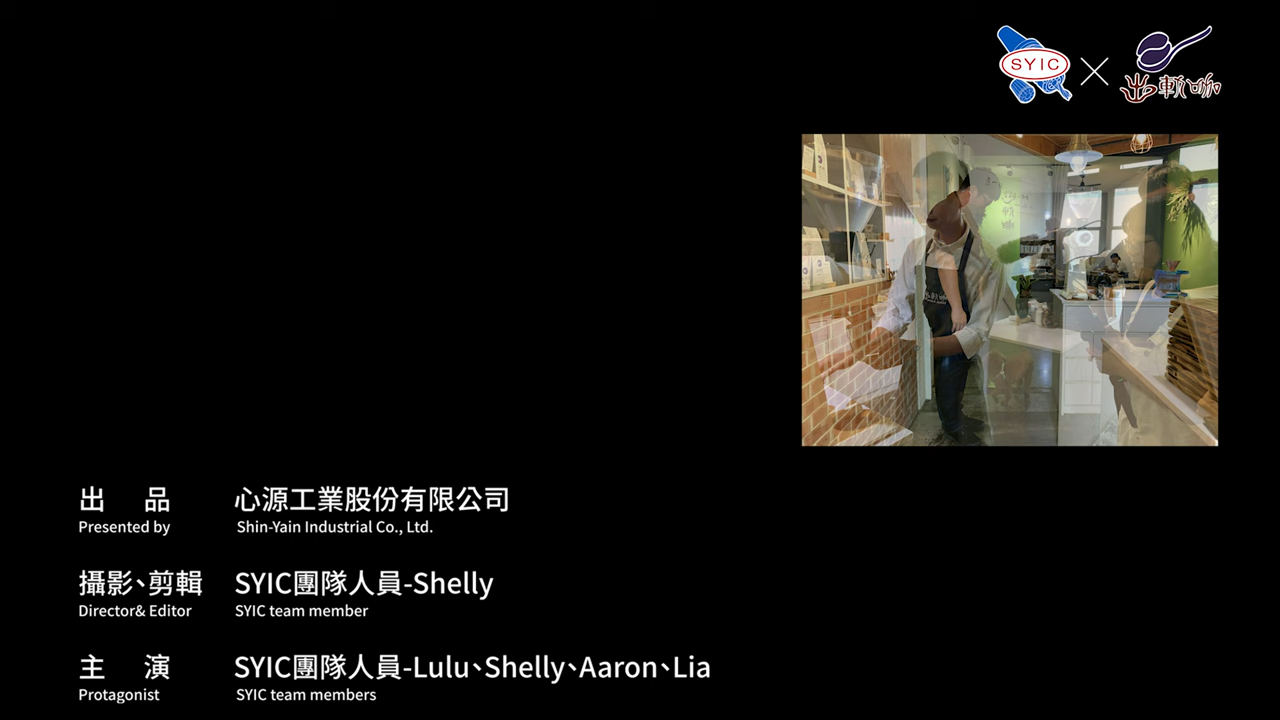 SYIC
出軒咖
出品
心源工業股份有限公司
Presented by
Shin-Yain Industrial Co., Ltd.
攝影、剪輯
SYIC團隊人員-Shelly
Director& Editor
SYIC team member
主演
SYIC團隊人員-Lulu、Shelly、Aaron、Lia
Protagonist
SYIC team members